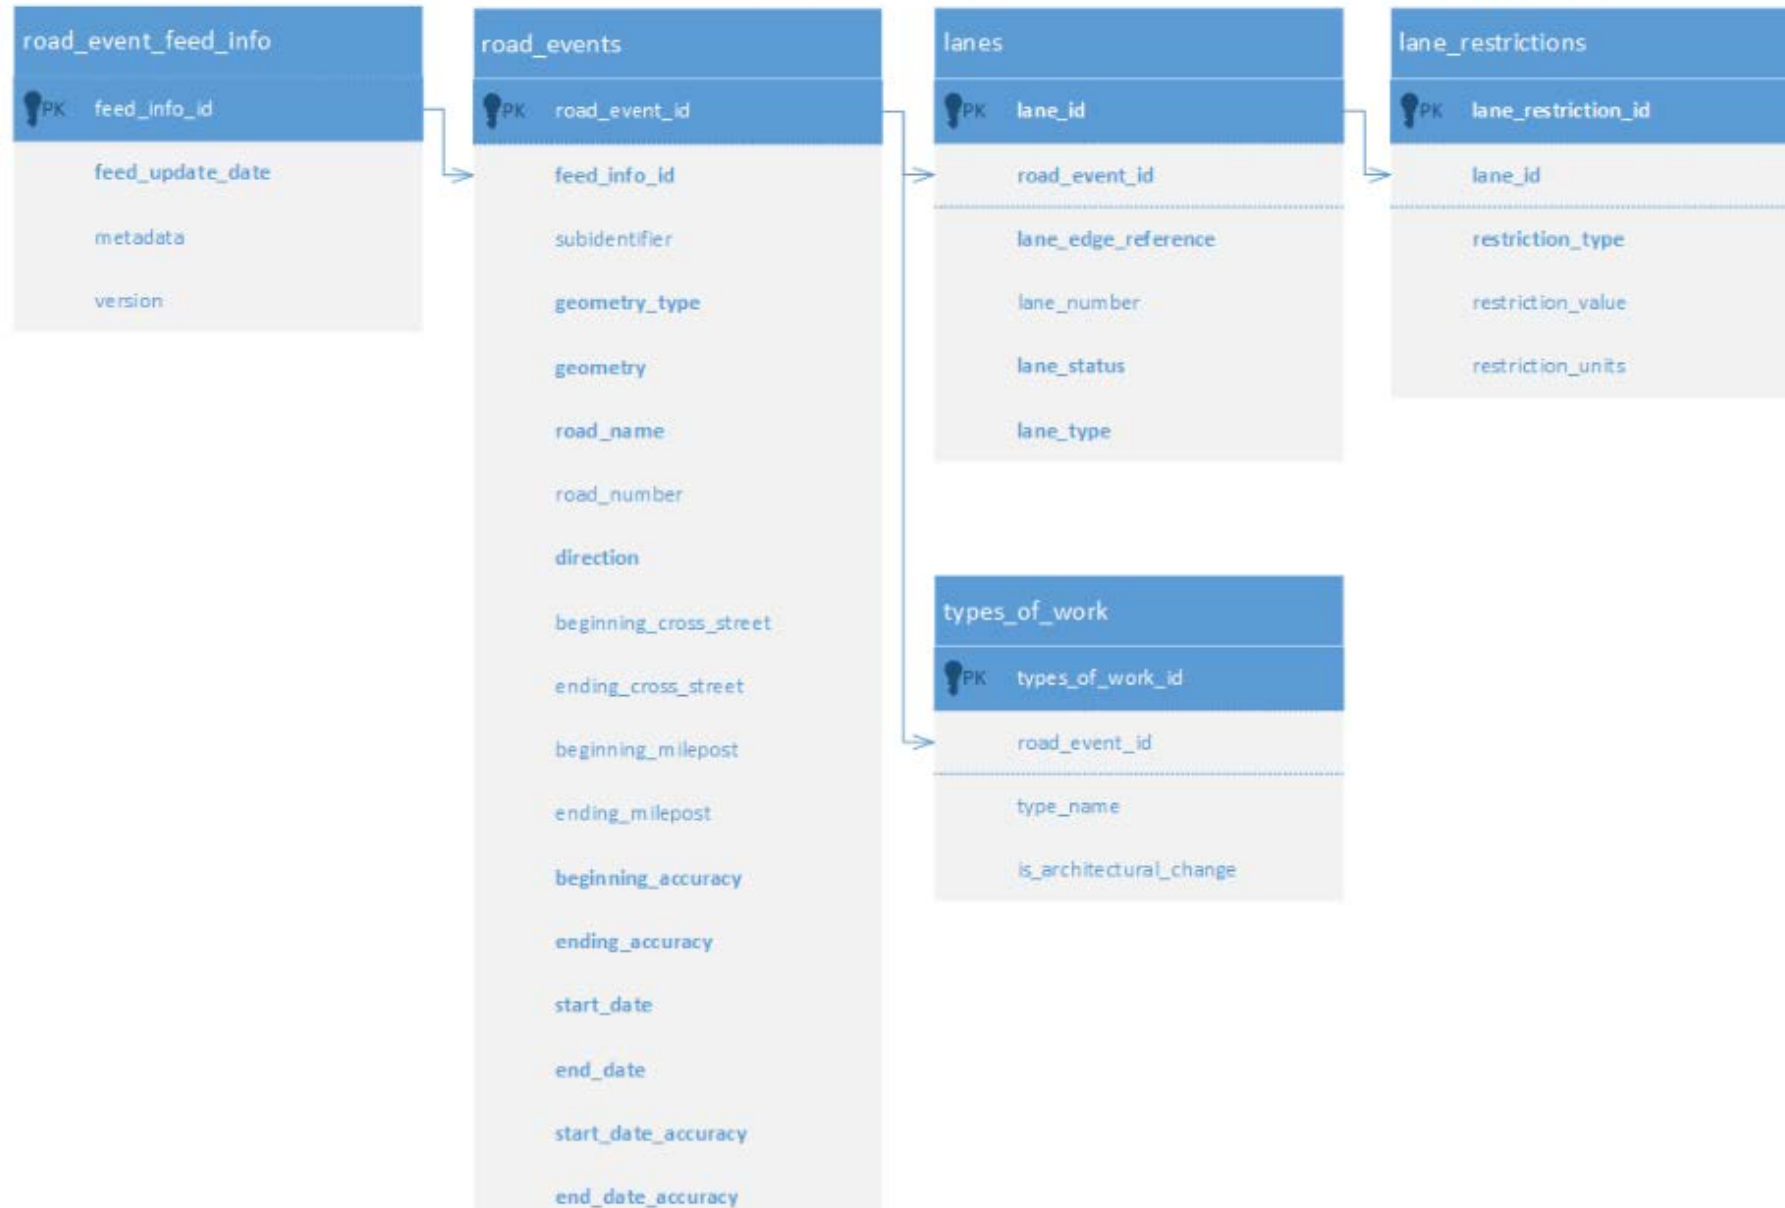 road_event_feed_info
PK feed_info_id
feed_update_date
metadata
version
road_events
PK road_event_id
feed_info_id
subidentifier
geometry_type
geometry
road_name
road_number
direction
beginning_cross_street
ending_cross_street
beginning_milepost
ending_milepost
beginning_accuracy
ending_accuracy
start_date
end_date
start_date_accuracy
end_date_accuracy
lanes
PK lane_id
road_event_id
lane_edge_reference
lane_number
lane_status
lane_type
types_of_work
PK types_of_work_id
road_event_id
type_name
is_architectural_change
lane_restrictions
PK lane_restriction_id
lane_id
restriction_type
restriction_value
restriction_units